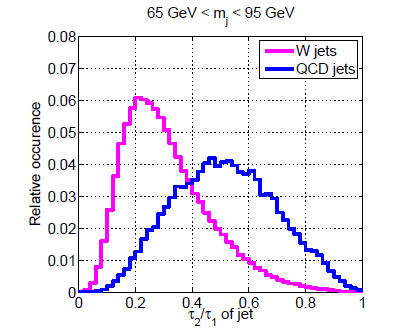 65 GeV < m_j < 95 GeV
W jets
QCD jets
Relative occurence
0.08
0.07
0.06
0.05
0.04
0.03
0.02
0.01
0
0 0.2 0.4 0.6 0.8 1
τ_2/τ_1 of jet